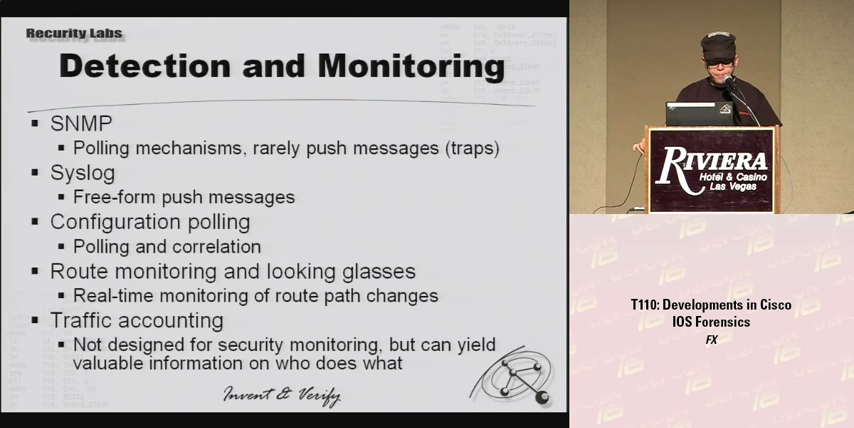 Recurity Labs
Detection and Monitoring
▪ SNMP
▪ Polling mechanisms, rarely push messages (traps)
▪ Syslog
▪ Free-form push messages
▪ Configuration polling
▪ Polling and correlation
▪ Route monitoring and looking glasses
▪ Real-time monitoring of route path changes
▪ Traffic accounting
▪ Not designed for security monitoring, but can yield
valuable information on who does what
Invent & Verify
RIVIERA
Hotel & Casino
Las Vegas
T110: Developments in Cisco
IOS Forensics
FX